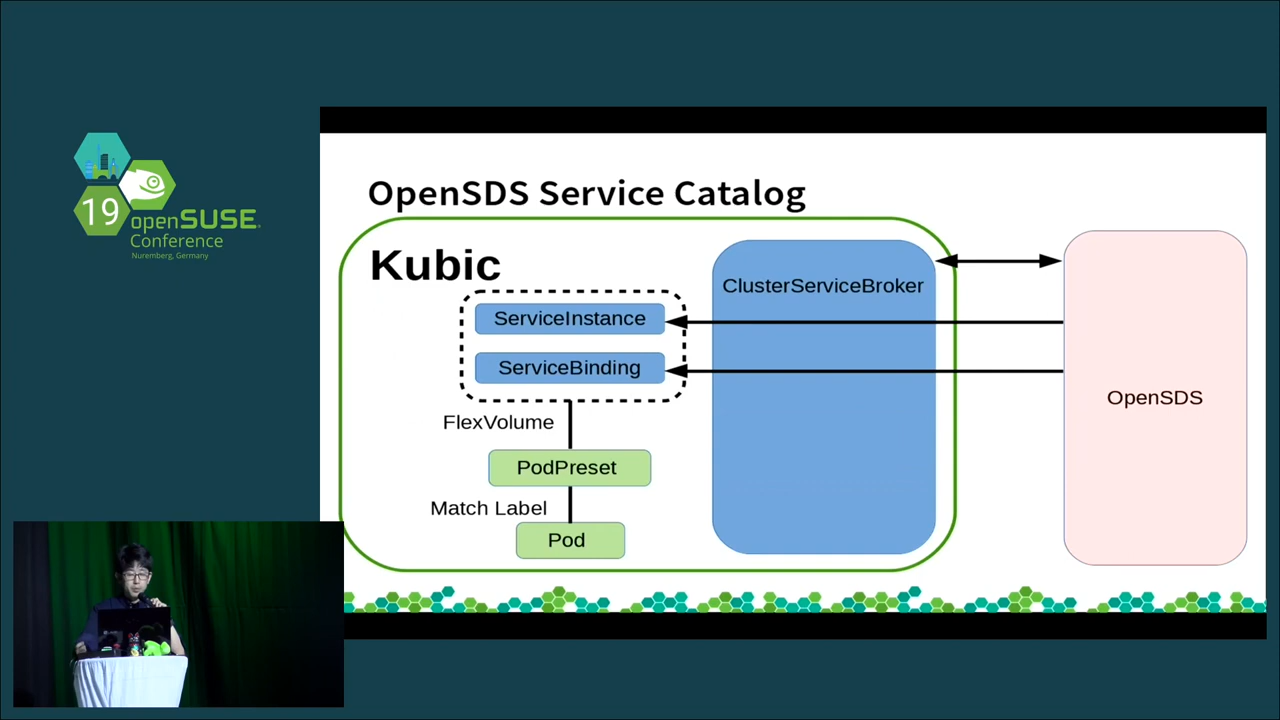 19
openSUSE
Conference
Nuremberg, Germany
OpenSDS Service Catalog
Kubic
ServiceInstance
ServiceBinding
FlexVolume
PodPreset
Match Label
Pod
ClusterServiceBroker
OpenSDS